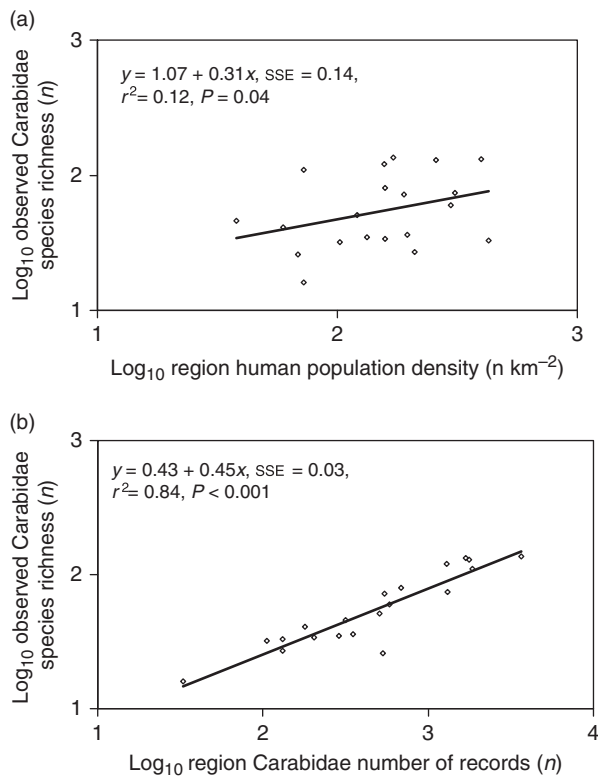 (a)
3
y = 1.07 + 0.31x, SSE = 0.14,
r² = 0.12, P = 0.04
Log₁₀ observed Carabidae
species richness (n)
2
1
1
2
3
Log₁₀ region human population density (n km⁻²)
(b)
3
y = 0.43 + 0.45x, SSE = 0.03,
r² = 0.84, P < 0.001
Log₁₀ observed Carabidae
species richness (n)
2
1
1
2
3
4
Log₁₀ region Carabidae number of records (n)